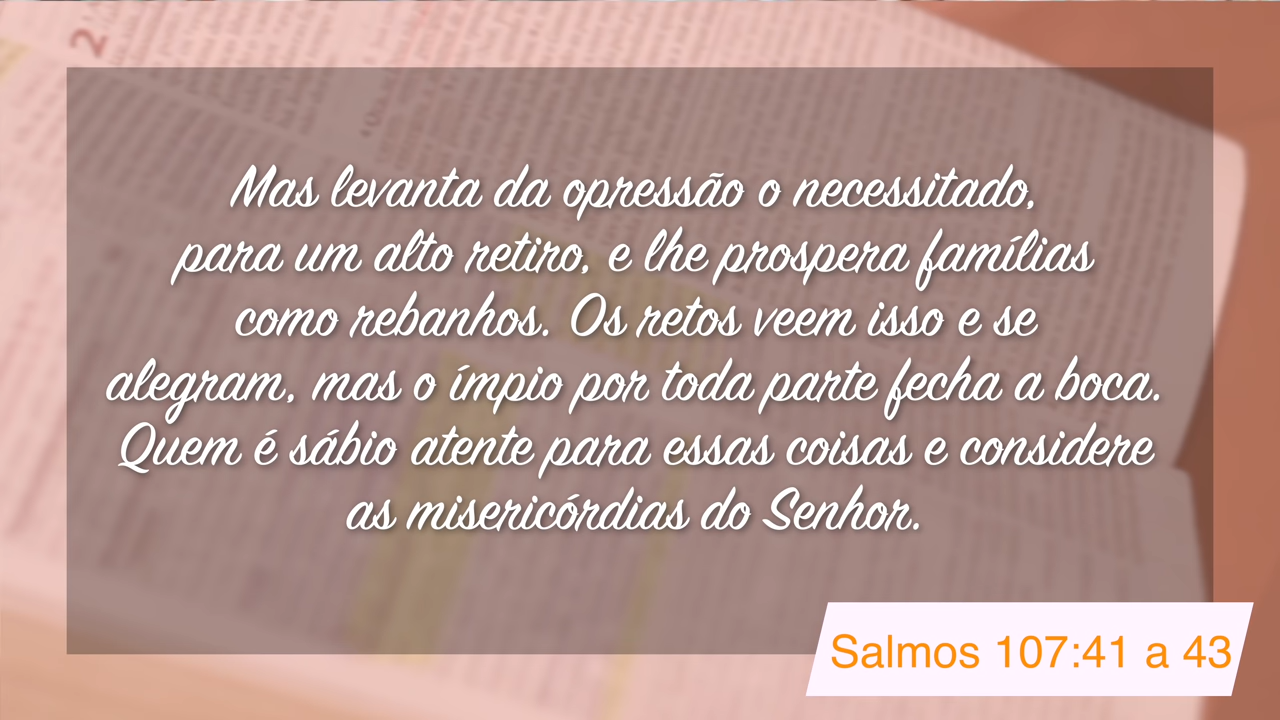 2
Mas levanta da opressão o necessitado,
para um alto retiro, e lhe prospera famílias
como rebanhos. Os retos veem isso e se
alegram, mas o ímpio por toda parte fecha a boca.
Quem é sábio atente para essas coisas e considere
as misericórdias do Senhor.
Salmos 107:41 a 43